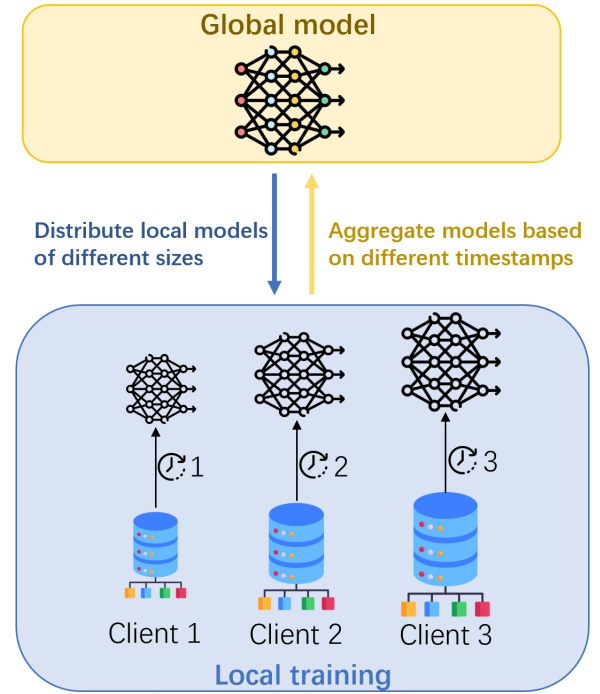 Global model
Distribute local models
of different sizes
Aggregate models based
on different timestamps
1
2
3
Client 1
Client 2
Client 3
Local training